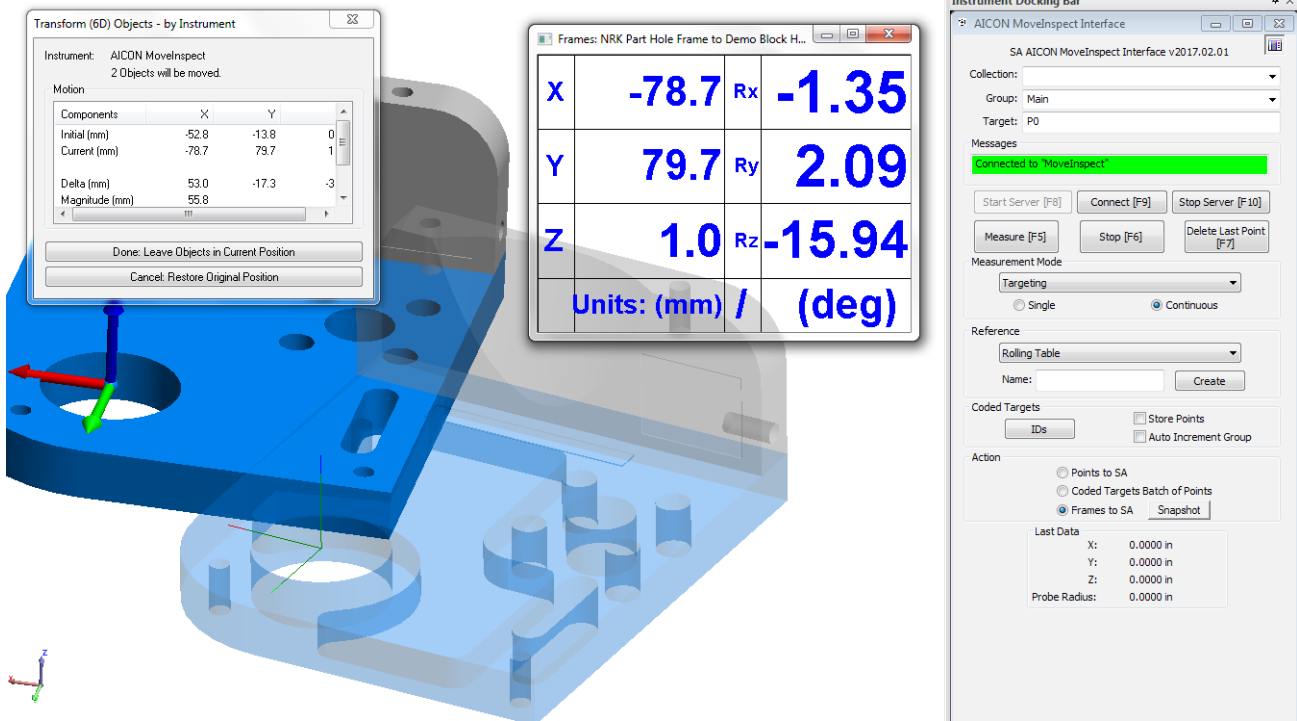 Transform (6D) Objects - by Instrument
Instrument: AICON MoveInspect
2 Objects will be moved.
Motion
Components X Y
Initial (mm) -52.8 -13.8 0
Current (mm) -78.7 79.7 1
Delta (mm) 53.0 -17.3 -3
Magnitude (mm) 55.8
Done: Leave Objects in Current Position
Cancel: Restore Original Position
Frames: NRK Part Hole Frame to Demo Block H...
X -78.7 Rx -1.35
Y 79.7 Ry 2.09
Z 1.0 Rz -15.94
Units: (mm) / (deg)
Instrument Docking Bar
AICON MoveInspect Interface
SA AICON MoveInspect Interface v2017.02.01
Collection:
Group: Main
Target: P0
Messages
Connected to "MoveInspect"
Start Server [F8] Connect [F9] Stop Server [F10]
Measure [F5] Stop [F6] Delete Last Point
[F7]
Measurement Mode
Targeting
Single Continuous
Reference
Rolling Table
Name: Create
Coded Targets
IDs
Store Points
Auto Increment Group
Action
Points to SA
Coded Targets Batch of Points
Frames to SA Snapshot
Last Data
X: 0.0000 in
Y: 0.0000 in
Z: 0.0000 in
Probe Radius: 0.0000 in
Z